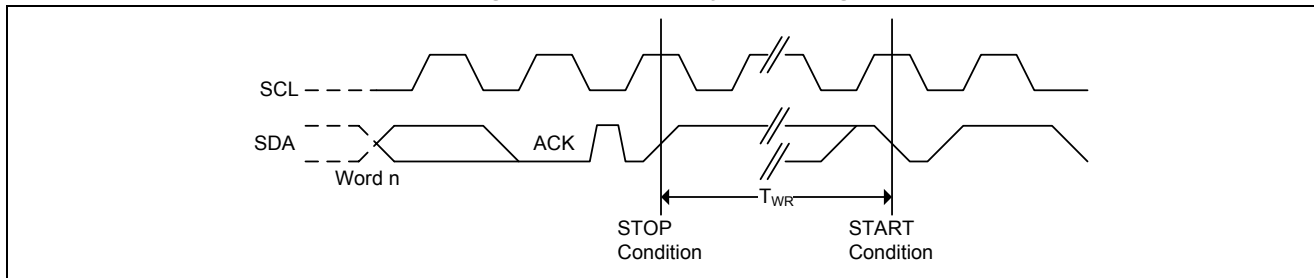 SCL
SDA
ACK
Word n
TWR
STOP
Condition
START
Condition